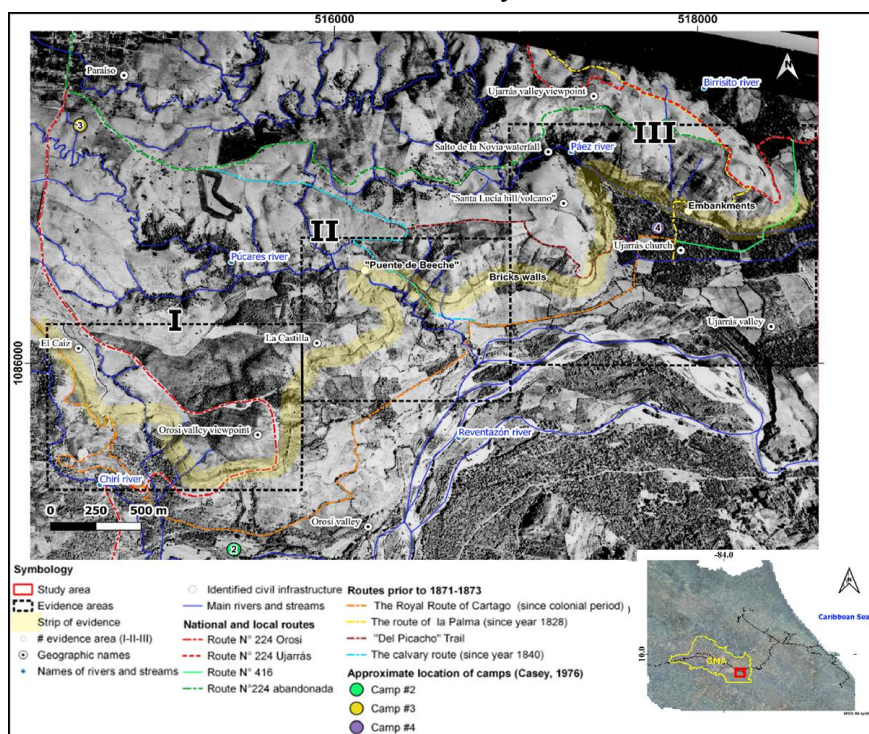 516000
518000
1086000
Paraíso
3
Ujarrás valley viewpoint
Birrisito river
III
Salto de la Novia waterfall
Páez river
"Santa Lucía hill/volcano"
Embankments
4
Ujarrás church
II
Púcares river
"Puente de Beeche"
Bricks walls
I
El Caíz
La Castilla
Ujarrás valley
Orosi valley viewpoint
Reventazón river
Chirí river
0 250 500 m
2
Orosi valley
N
Symbology
Study area
Evidence areas
Strip of evidence
# evidence area (I-II-III)
Geographic names
Names of rivers and streams
Identified civil infrastructure
Main rivers and streams
National and local routes
Route N° 224 Orosi
Route N° 224 Ujarrás
Route N° 416
Route N°224 abandonada
Routes prior to 1871-1873
The Royal Route of Cartago (since colonial period)
The route of la Palma (since year 1828)
"Del Picacho" Trail
The calvary route (since year 1840)
Approximate location of camps (Casey, 1976)
Camp #2
Camp #3
Camp #4
-84.0
N
Caribbean Sea
10.0
GMA